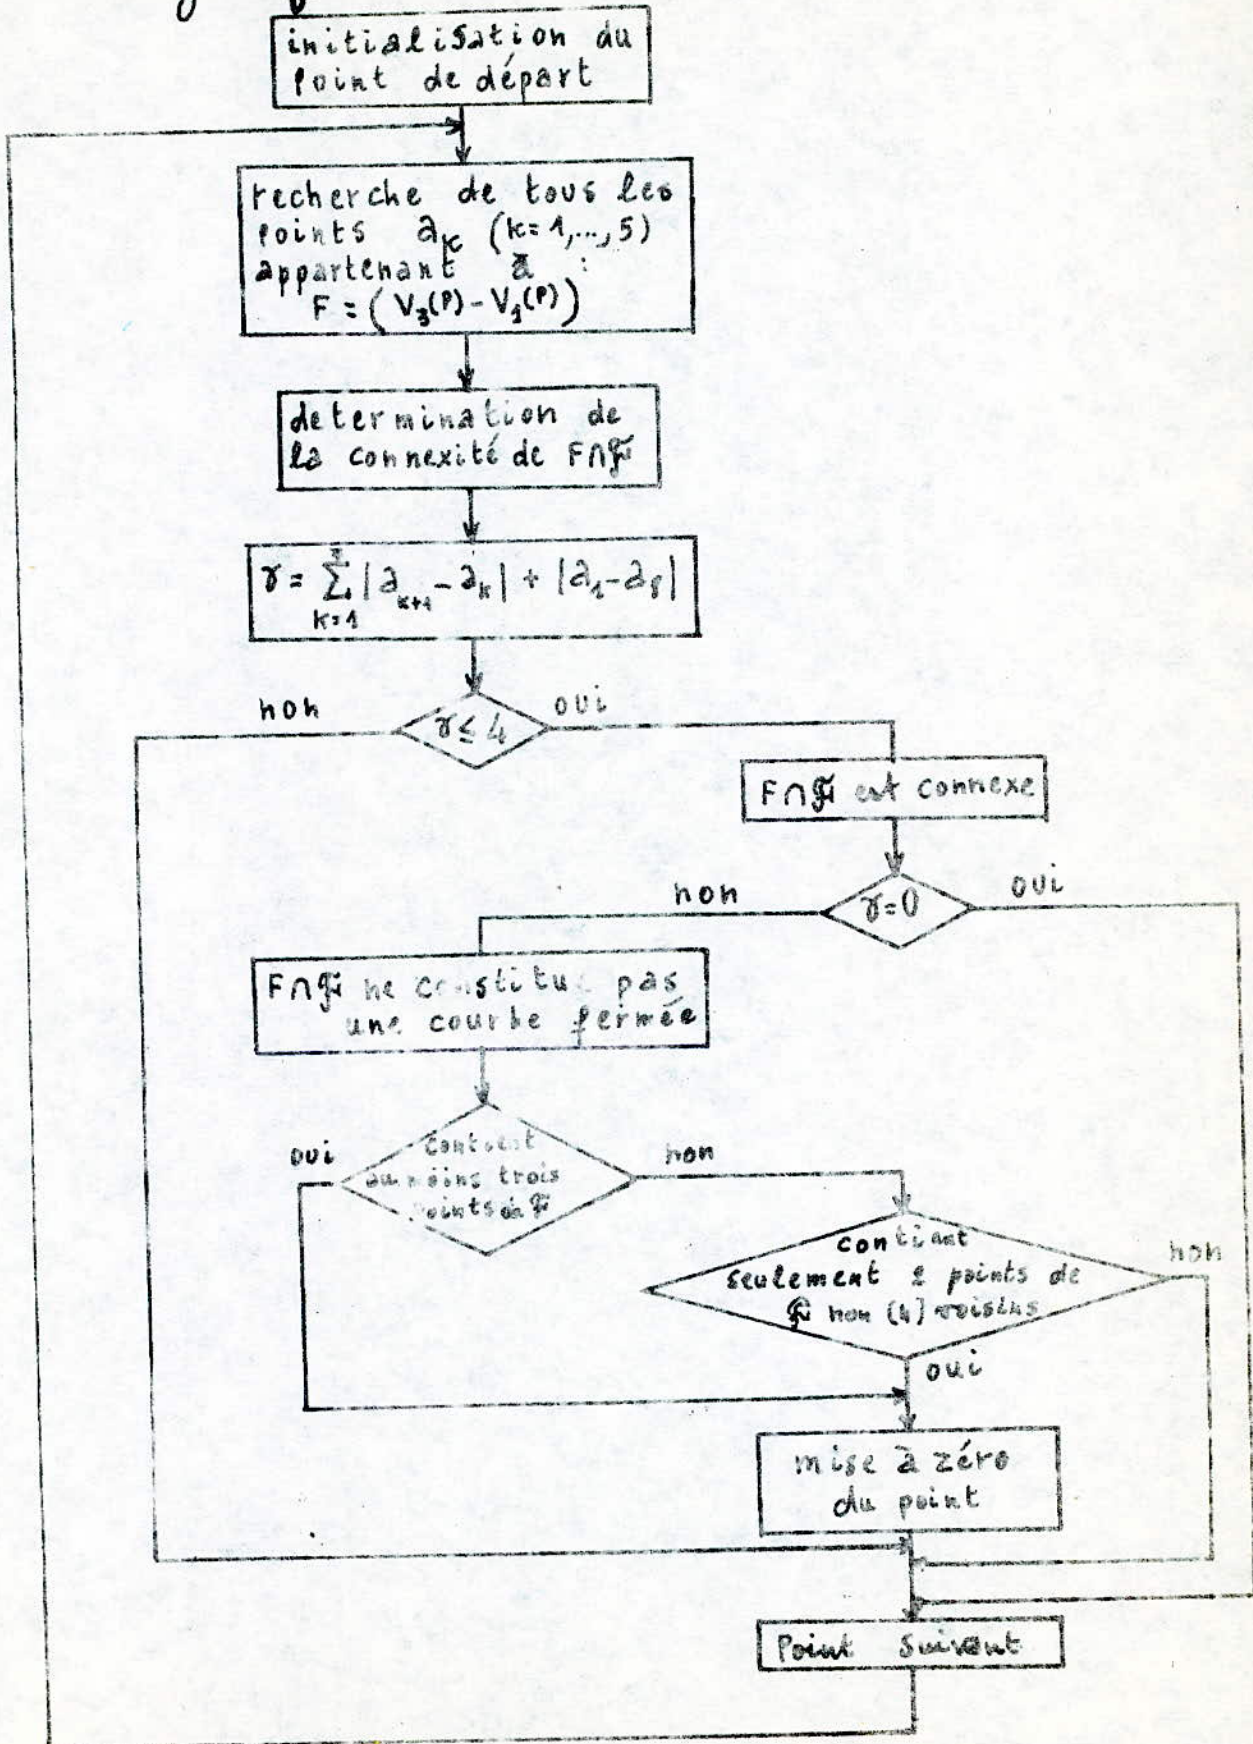 initialisation du
point de départ
recherche de tous les
points a_k (k=1,...,5)
appartenant à :
F = (V_3(P) - V_1(P))
determination de
la connexité de F∩
γ = Σ |a_{k+1} - a_k| + |a_1 - a_8|
k=1
non
γ ≤ 4
oui
F∩ est connexe
non
γ=0
oui
F∩ ne constitue pas
une courbe fermée
oui
Contient
au moins trois
points
non
contient
seulement 2 points de
non (4) voisins
non
oui
mise à zéro
du point
Point Suivant